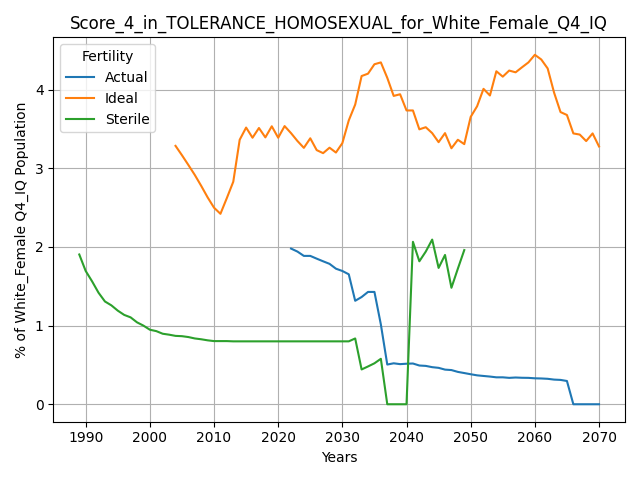 Score_4_in_TOLERANCE_HOMOSEXUAL_for_White_Female_Q4_IQ
Fertility
Actual
Ideal
Sterile
% of White_Female Q4_IQ Population
4
3
2
1
0
1990 2000 2010 2020 2030 2040 2050 2060 2070
Years